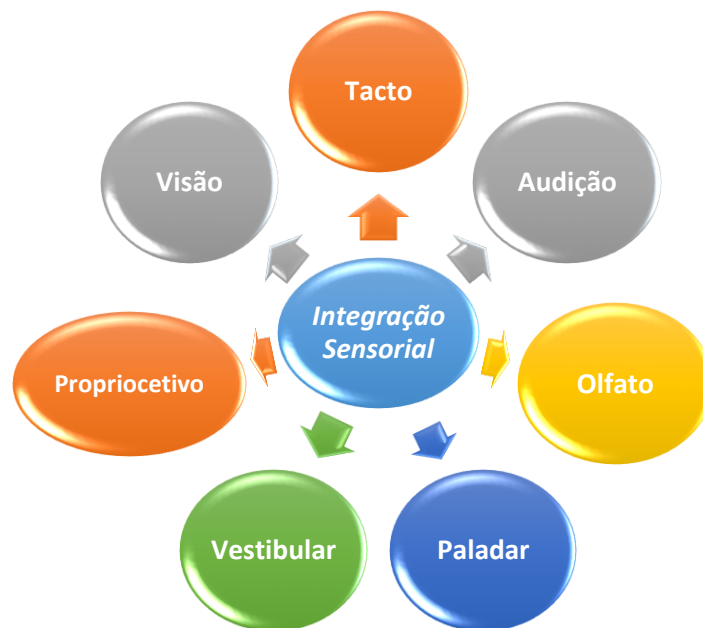 Tacto
Visão
Audição
Integração
Sensorial
Propriocetivo
Olfato
Vestibular
Paladar